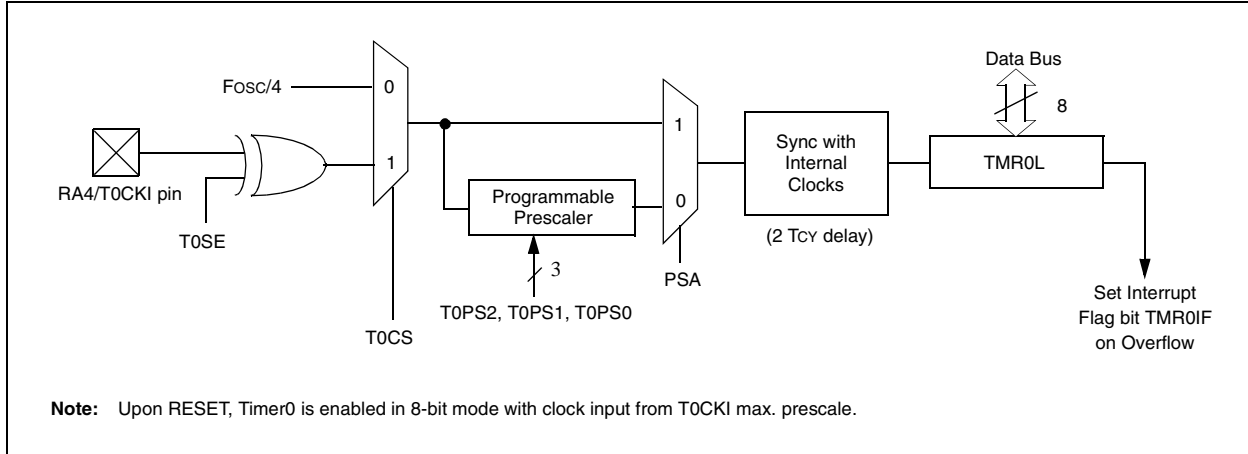 Data Bus
8
Fosc/4
0
1
RA4/T0CKI pin
T0SE
T0CS
Programmable
Prescaler
3
T0PS2, T0PS1, T0PS0
1
0
PSA
Sync with
Internal
Clocks
(2 TCY delay)
TMR0L
Set Interrupt
Flag bit TMR0IF
on Overflow
Note: Upon RESET, Timer0 is enabled in 8-bit mode with clock input from T0CKI max. prescale.